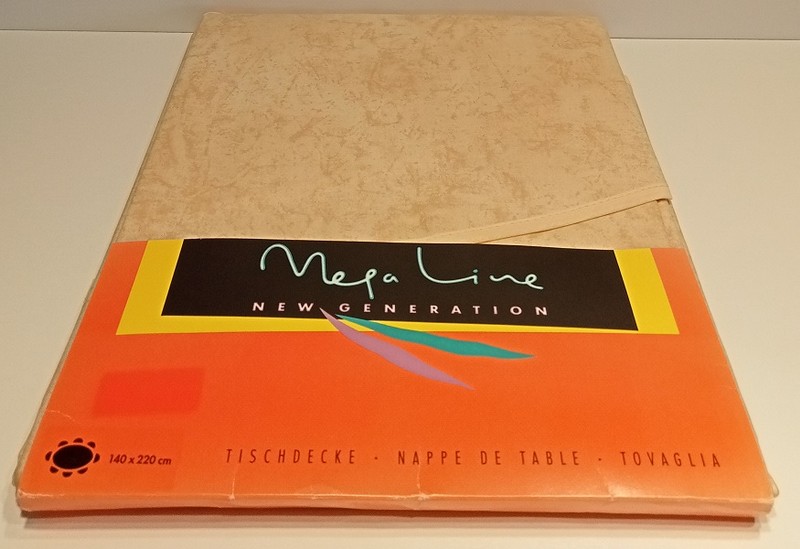 Mega Line
NEW GENERATION
140 x 220 cm
TISCHDECKE · NAPPE DE TABLE · TOVAGLIA